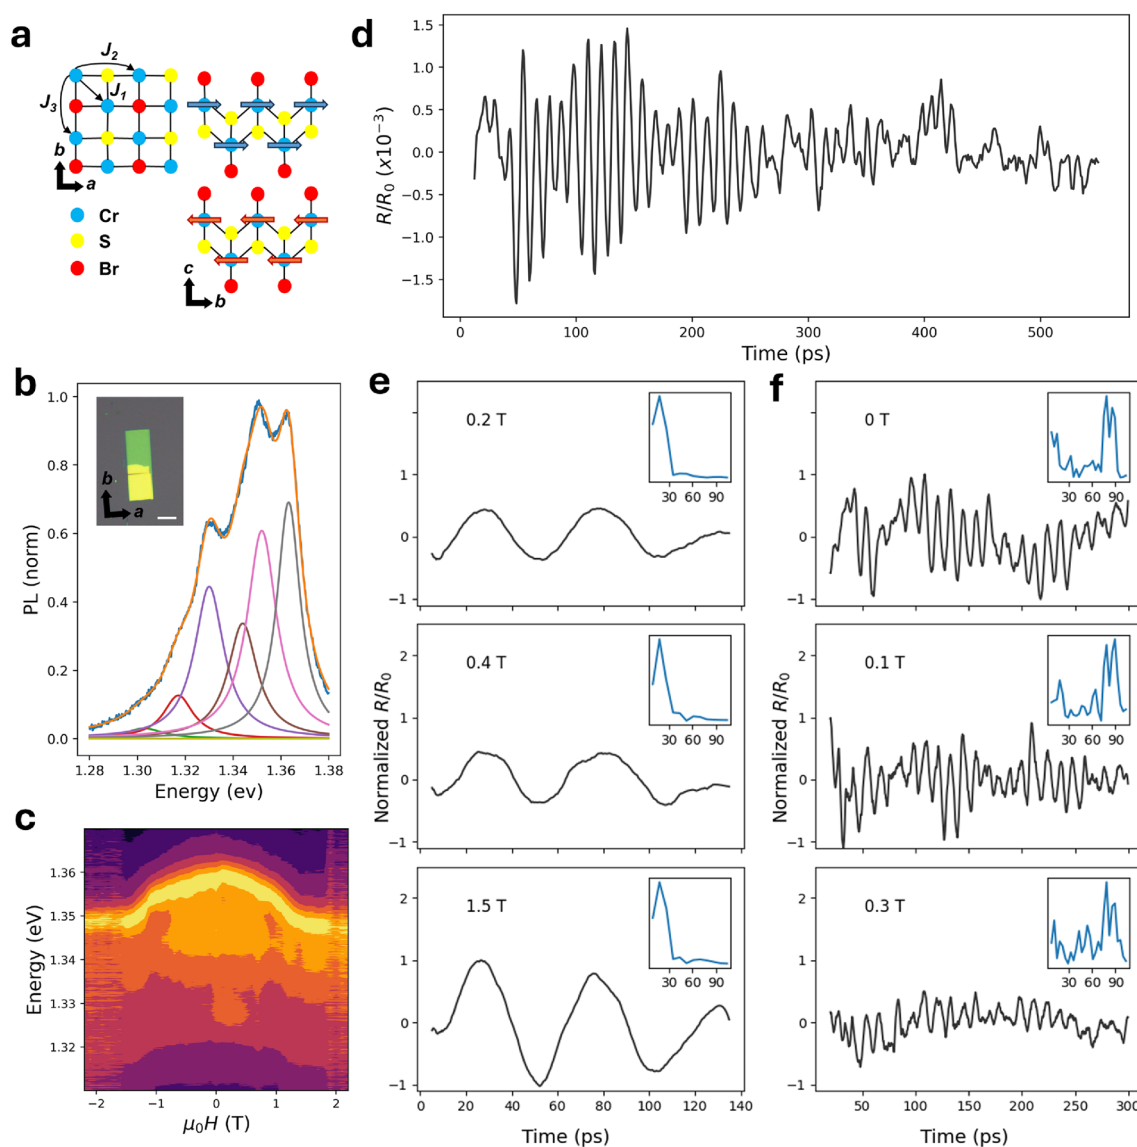 a
J₂
J₁
J₃
b
a
Cr
S
Br
c
b
d
R/R₀ (x10⁻³)
1.5
1.0
0.5
0.0
−0.5
−1.0
−1.5
0
100
200
300
400
500
Time (ps)
b
PL (norm)
1.0
0.8
0.6
0.4
0.2
0.0
b
a
1.28
1.30
1.32
1.34
1.36
1.38
Energy (ev)
c
Energy (eV)
1.36
1.35
1.34
1.33
1.32
−2
−1
0
1
2
μ₀H (T)
e
Normalized R/R₀
0.2 T
1
0
−1
30 60 90
0.4 T
2
1
0
−1
30 60 90
1.5 T
2
1
0
−1
30 60 90
0 20 40 60 80 100 120 140
Time (ps)
f
Normalized R/R₀
0 T
1
0
−1
30 60 90
0.1 T
2
1
0
−1
30 60 90
0.3 T
2
1
0
−1
30 60 90
50 100 150 200 250 300
Time (ps)